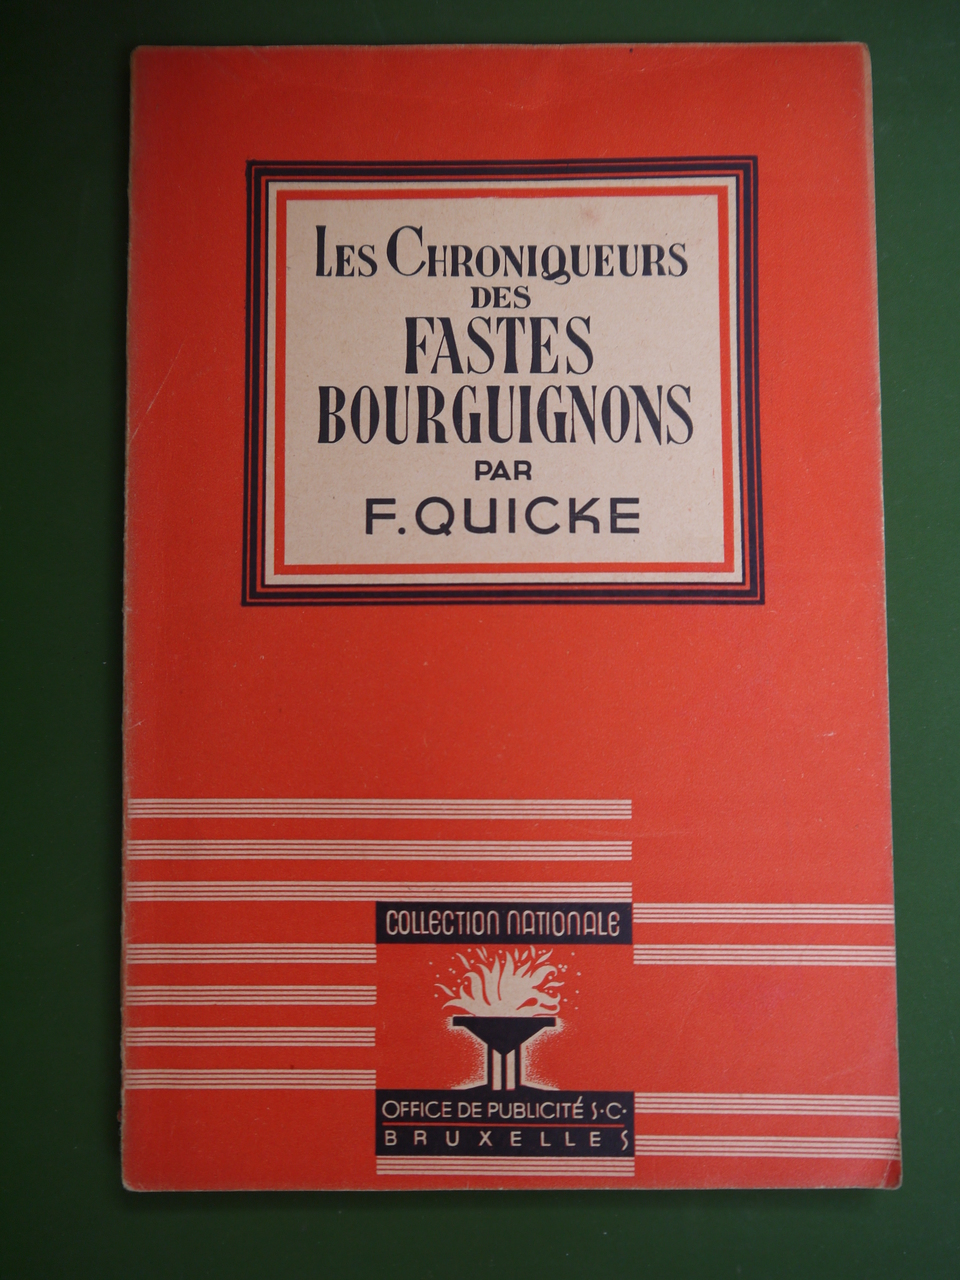 LES CHRONIQUEURS
DES
FASTES
BOURGUIGNONS
PAR
F. QUICKE
COLLECTION NATIONALE
OFFICE DE PUBLICITÉ S·C·
BRUXELLES